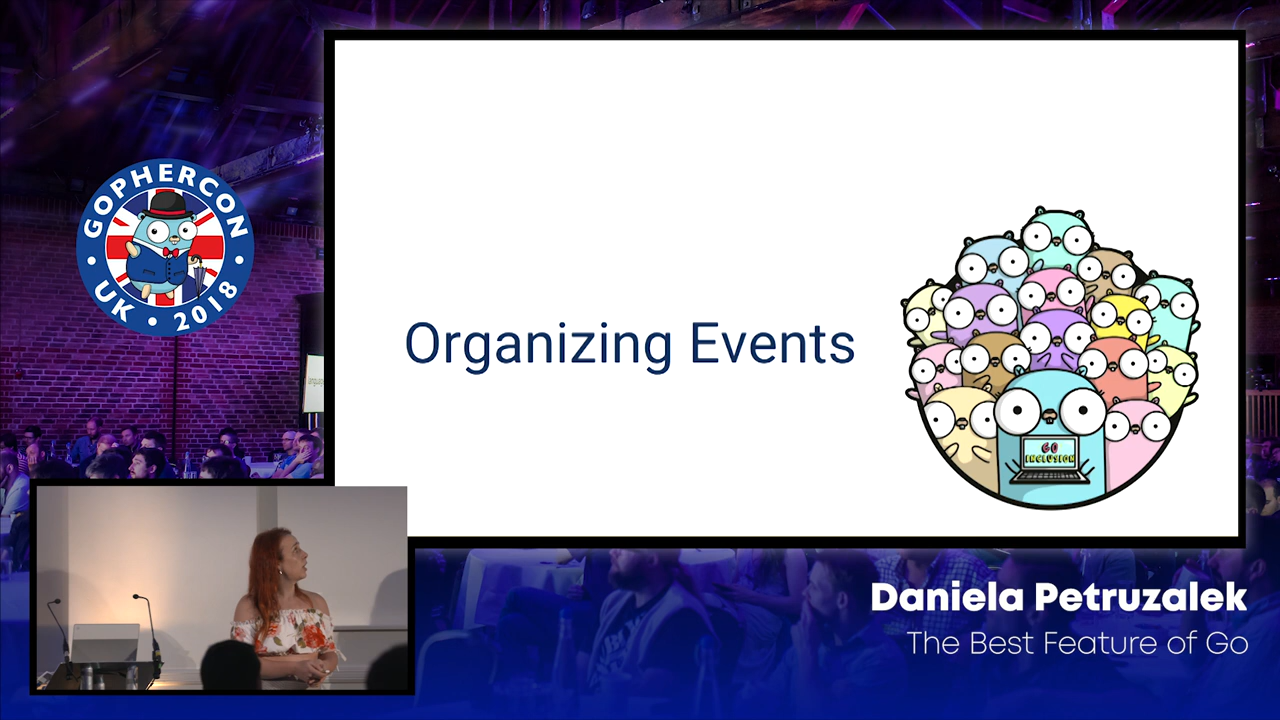 GOPHERCON
UK • 2018
Organizing Events
GO
INCLUSION
Daniela Petruzalek
The Best Feature of Go